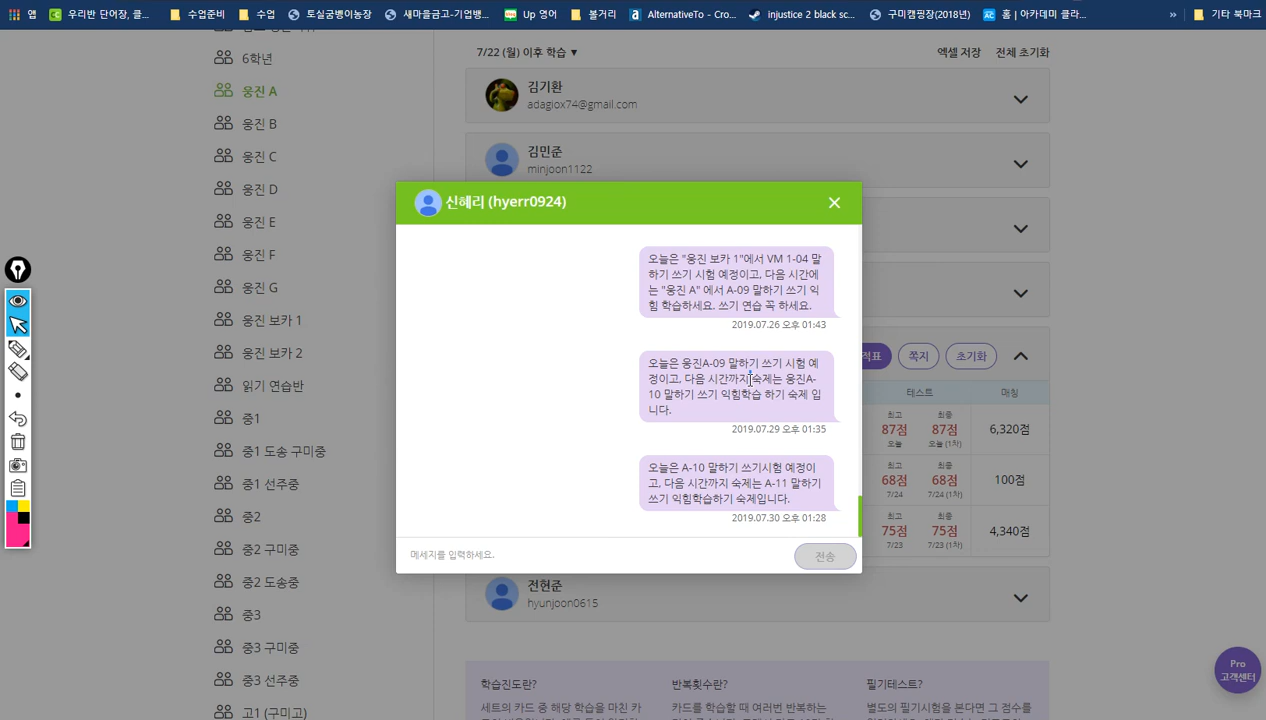 앱
우리반 단어장, 클...
수업준비
수업
토실굼벵이농장
새마을금고-기업뱅...
Up 영어
볼거리
AlternativeTo - Cro...
injustice 2 black sc...
구미캠핑장(2018년)
홈 | 아카데미 클라...
»
기타 북마크
6학년
웅진 A
웅진 B
웅진 C
웅진 D
웅진 E
웅진 F
웅진 G
웅진 보카 1
웅진 보카 2
읽기 연습반
중1
중1 도송 구미중
중1 선주중
중2
중2 구미중
중2 도송중
중3
중3 구미중
중3 선주중
고1 (구미고)
7/22 (월) 이후 학습 ▼
엑셀 저장
전체 초기화
김기환
adagiox74@gmail.com
김민준
minjoon1122
신혜리 (hyerr0924)
오늘은 "웅진 보카 1"에서 VM 1-04 말
하기 쓰기 시험 예정이고, 다음 시간에
는 "웅진 A" 에서 A-09 말하기 쓰기 익
힘 학습하세요. 쓰기 연습 꼭 하세요.
2019.07.26 오후 01:43
오늘은 웅진A-09 말하기 쓰기 시험 예
정이고, 다음 시간까지 숙제는 웅진A-
10 말하기 쓰기 익힘학습 하기 숙제 입
니다.
2019.07.29 오후 01:35
오늘은 A-10 말하기 쓰기시험 예정이
고, 다음 시간까지 숙제는 A-11 말하기
쓰기 익힘학습하기 숙제입니다.
2019.07.30 오후 01:28
메세지를 입력하세요.
전송
적표
쪽지
초기화
테스트
매칭
최고
최종
87점
87점
6,320점
오늘
오늘 (1차)
최고
최종
68점
68점
100점
7/24
7/24 (1차)
최고
최종
75점
75점
4,340점
7/23
7/23 (1차)
전현준
hyunjoon0615
Pro
고객센터
학습진도란?
반복횟수란?
필기테스트?
세트의 카드 중 해당 학습을 마친 카
카드를 학습할 때 여러번 반복하는
별도의 필기시험을 본다면 그 점수를